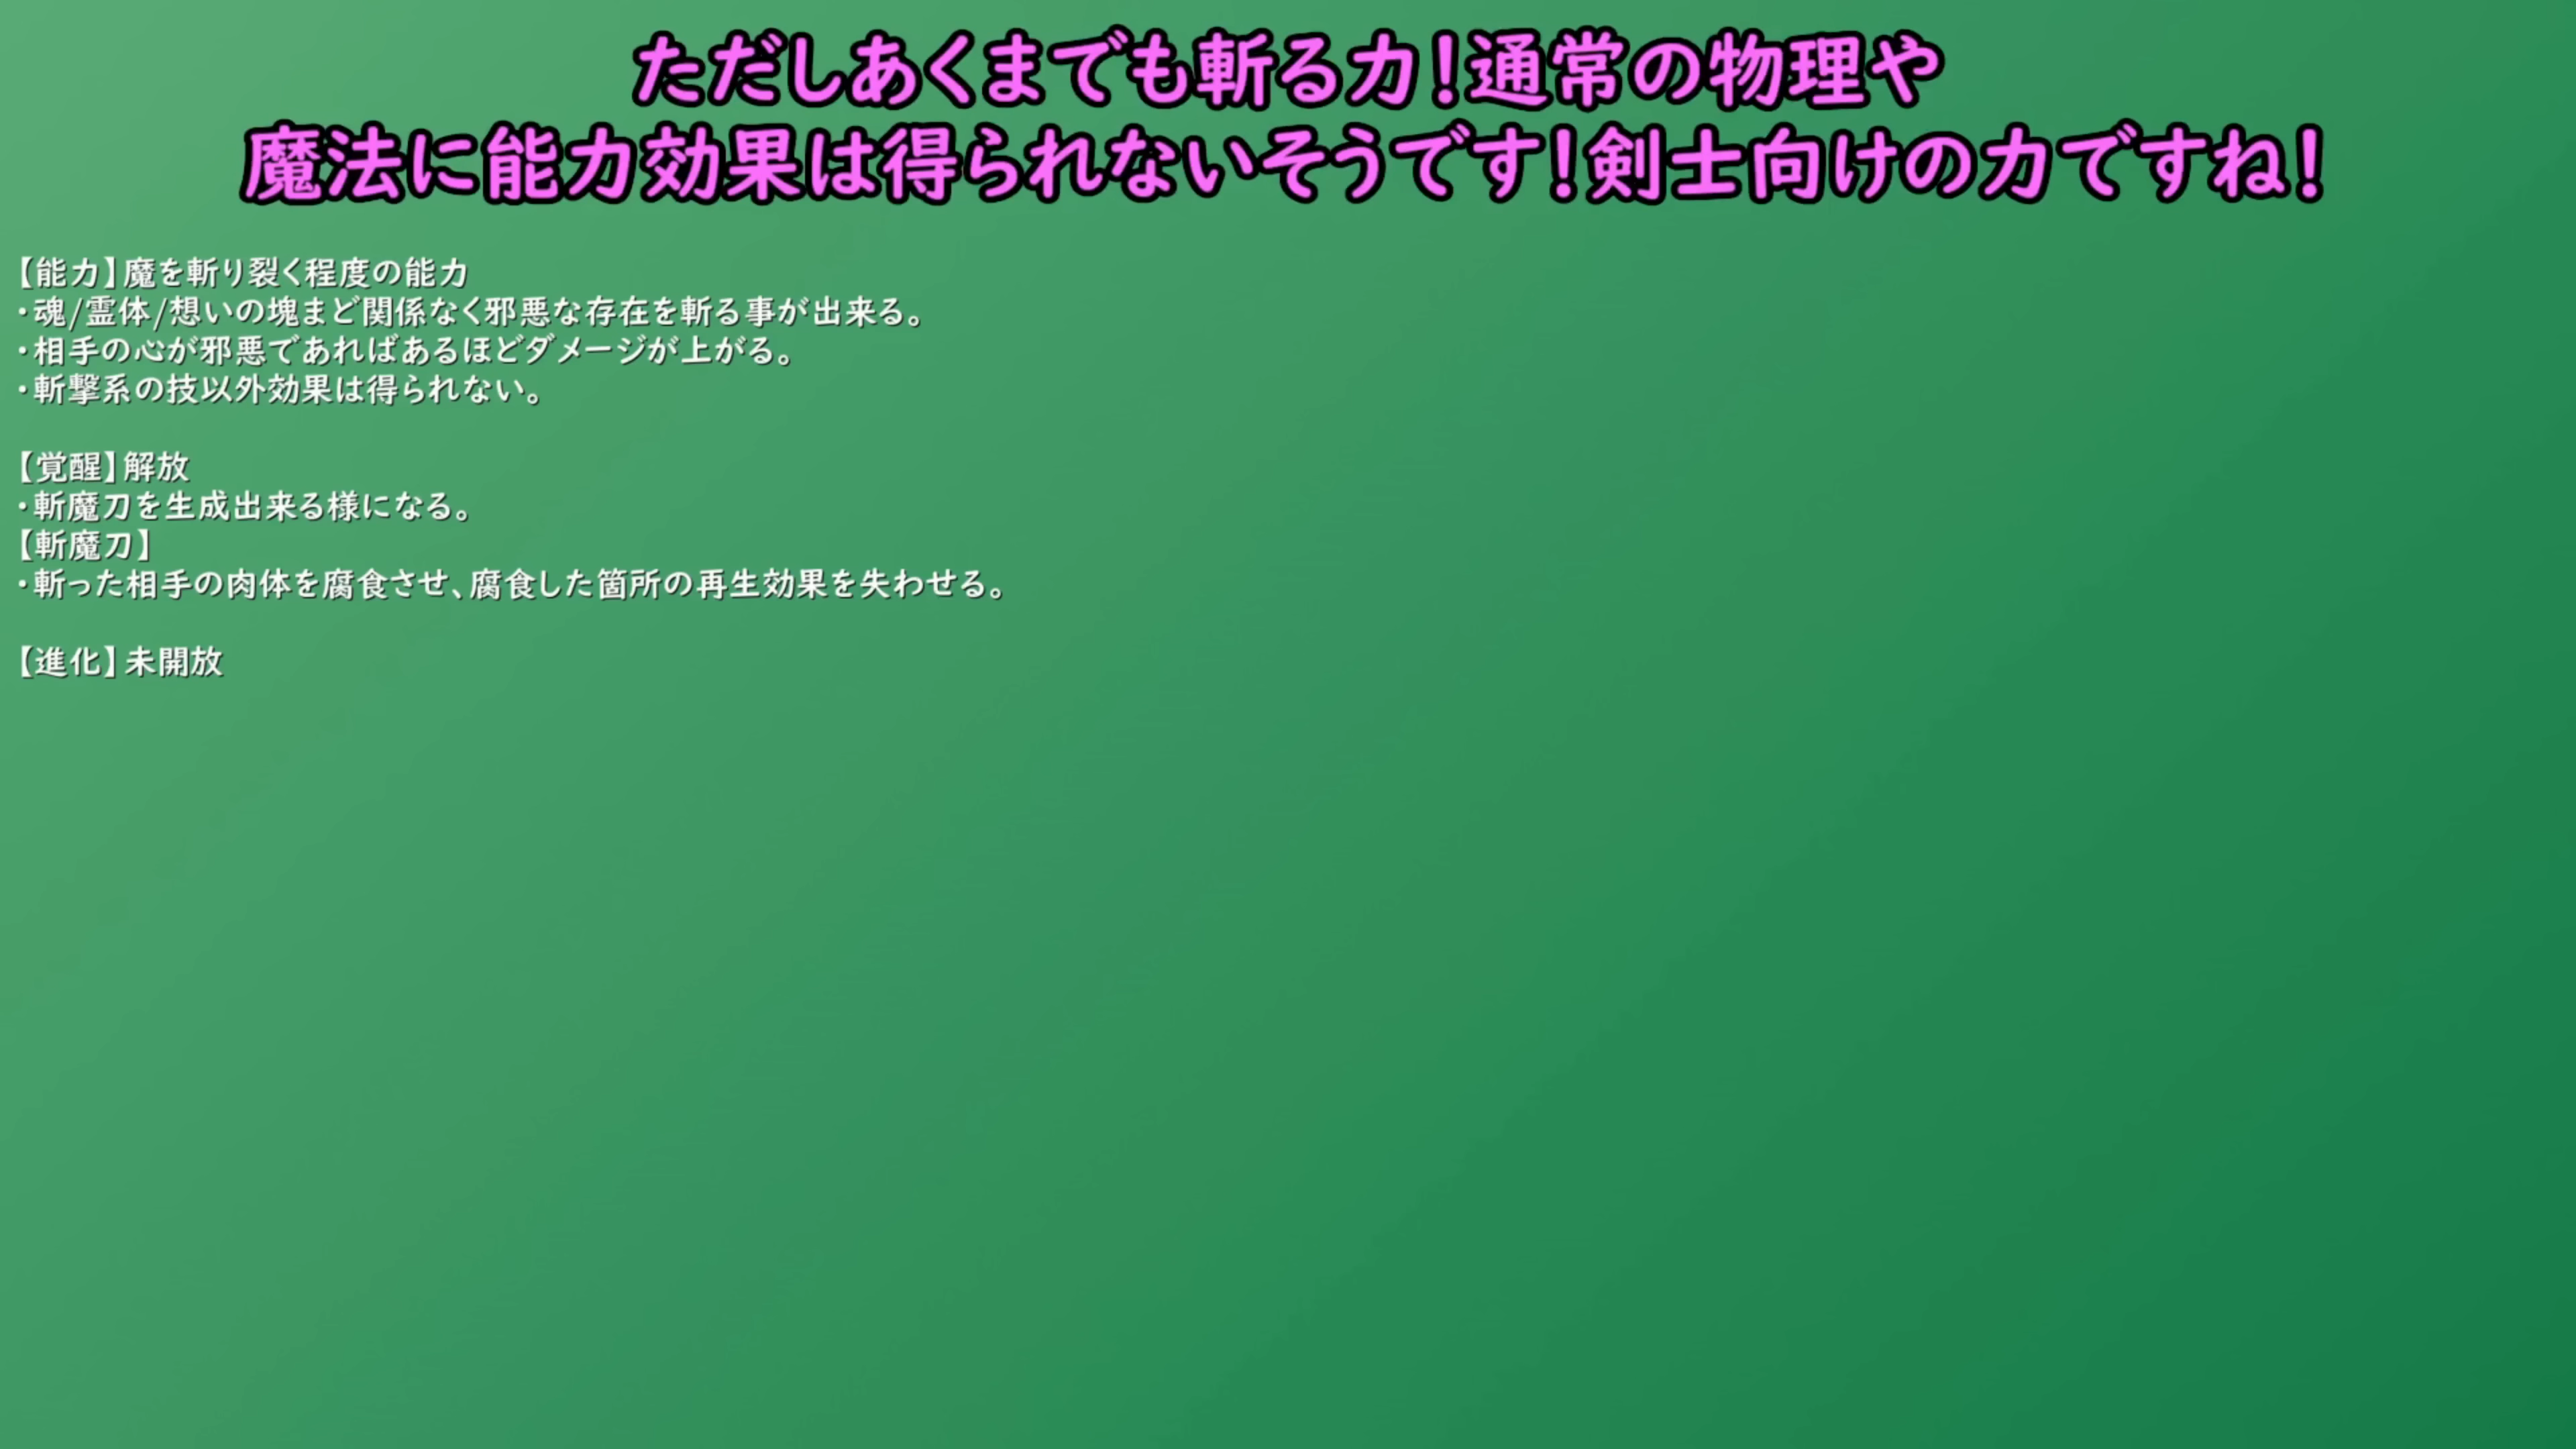 ただしあくまでも斬る力!通常の物理や
魔法に能力効果は得られないそうです!剣士向けの力ですね!
【能力】魔を斬り裂く程度の能力
・魂/霊体/想いの塊まど関係なく邪悪な存在を斬る事が出来る。
・相手の心が邪悪であればあるほどダメージが上がる。
・斬撃系の技以外効果は得られない。
【覚醒】解放
・斬魔刀を生成出来る様になる。
【斬魔刀】
・斬った相手の肉体を腐食させ、腐食した箇所の再生効果を失わせる。
【進化】未開放